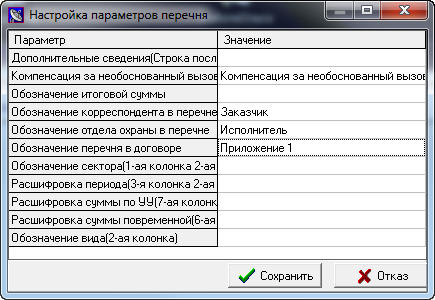 Настройка параметров перечня
Параметр Значение
Дополнительные сведения(Строка посл
Компенсация за необоснованный вызов Компенсация за необоснованный вызов
Обозначение итоговой суммы
Обозначение корреспондента в перечне Заказчик
Обозначение отдела охраны в перечне Исполнитель
Обозначение перечня в договоре Приложение 1
Обозначение сектора(1-ая колонка 2-ая
Расшифровка периода(3-я колонка 2-ая
Расшифровка суммы по УУ(7-ая колонк
Расшифровка суммы повременной(6-ая
Обозначение вида(2-ая колонка)
Сохранить Отказ